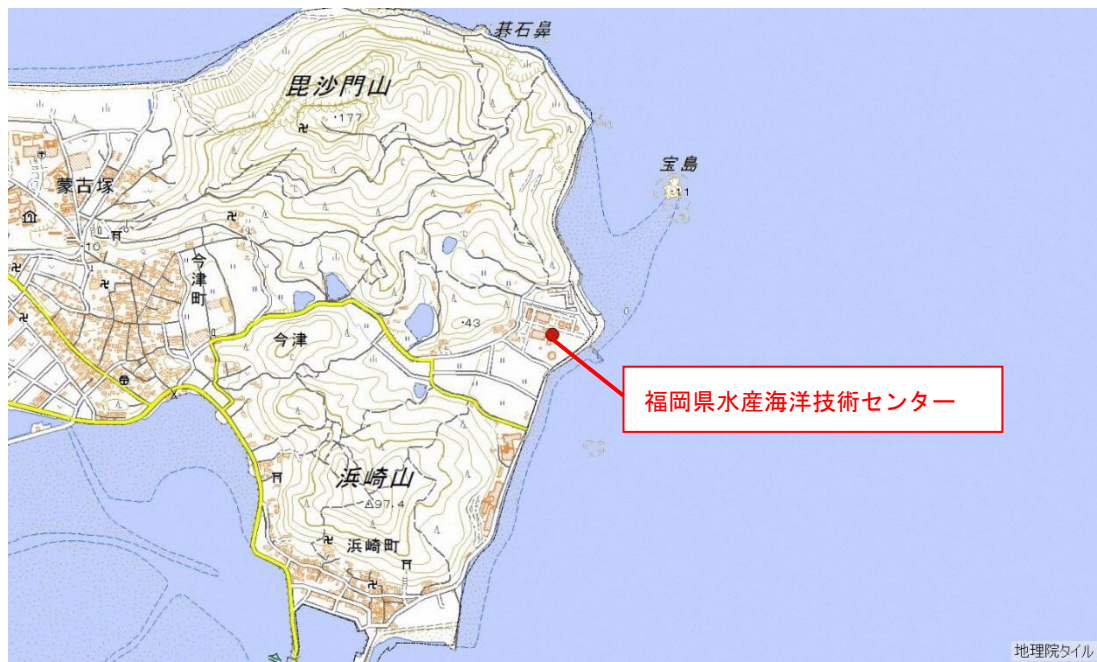 碁石鼻
毘沙門山
・177
宝島
・11
蒙古塚
・10
今津町
・43
今津
福岡県水産海洋技術センター
浜崎山
△97.4
浜崎町
地理院タイル